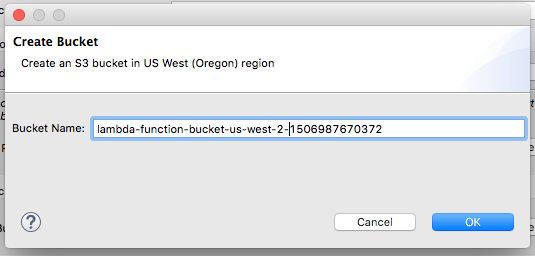 Create Bucket
Create an S3 bucket in US West (Oregon) region
Bucket Name: lambda-function-bucket-us-west-2-1506987670372
? Cancel OK